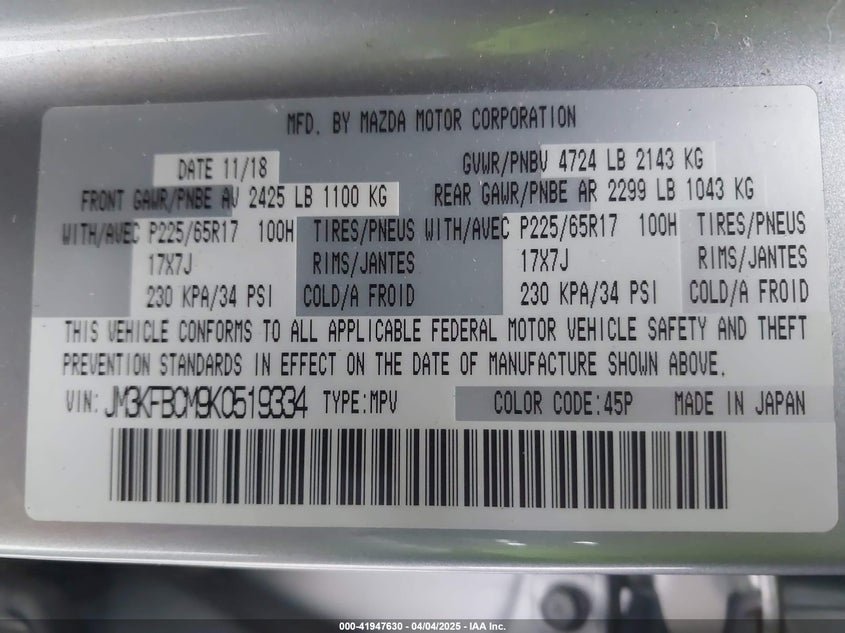 MFD. BY MAZDA MOTOR CORPORATION
DATE 11/18 GVWR/PNBV 4724 LB 2143 KG
FRONT GAWR/PNBE AV 2425 LB 1100 KG REAR GAWR/PNBE AR 2299 LB 1043 KG
WITH/AVEC P225/65R17 100H TIRES/PNEUS WITH/AVEC P225/65R17 100H TIRES/PNEUS
17X7J RIMS/JANTES 17X7J RIMS/JANTES
230 KPA/34 PSI COLD/A FROID 230 KPA/34 PSI COLD/A FROID
THIS VEHICLE CONFORMS TO ALL APPLICABLE FEDERAL MOTOR VEHICLE SAFETY AND THEFT
PREVENTION STANDARDS IN EFFECT ON THE DATE OF MANUFACTURE SHOWN ABOVE.
VIN: JM3KFBCM9K0519334 TYPE:MPV COLOR CODE:45P MADE IN JAPAN
000-41947630 - 04/04/2025 - IAA Inc.